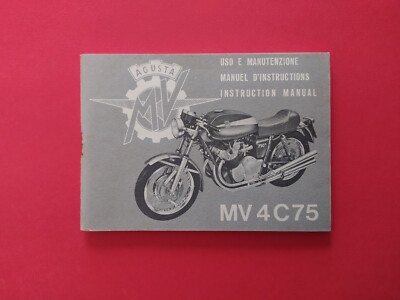 AGUSTA
MV
USO E MANUTENZIONE
MANUEL D'INSTRUCTIONS
INSTRUCTION MANUAL
MV 4C75